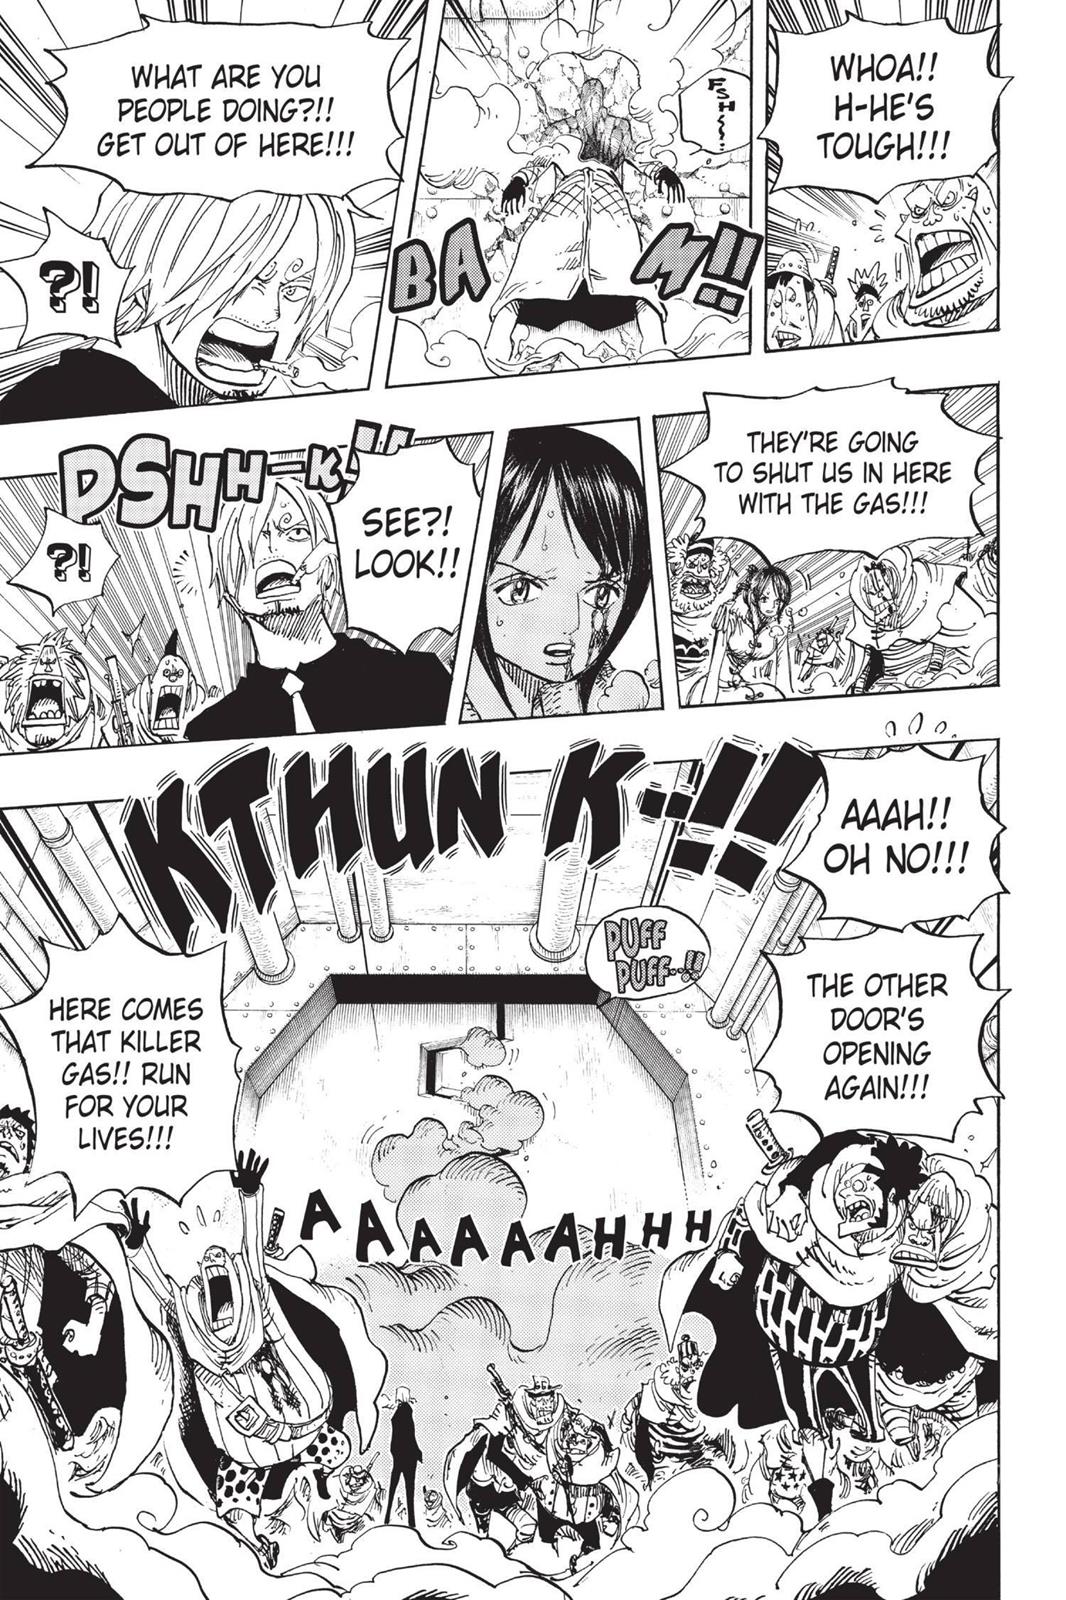 WHOA!!
H-HE'S
TOUGH!!!
FSH
BAM!!
WHAT ARE YOU
PEOPLE DOING?!!
GET OUT OF HERE!!!
?!
THEY'RE GOING
TO SHUT US IN HERE
WITH THE GAS!!!
SEE?!
LOOK!!
DSHH-K!!
?!
AAAH!!
OH NO!!!
KTHUNK!!
PUFF
PUFF..!!
THE OTHER
DOOR'S
OPENING
AGAIN!!!
HERE COMES
THAT KILLER
GAS!! RUN
FOR YOUR
LIVES!!!
AAAAAAAHHH